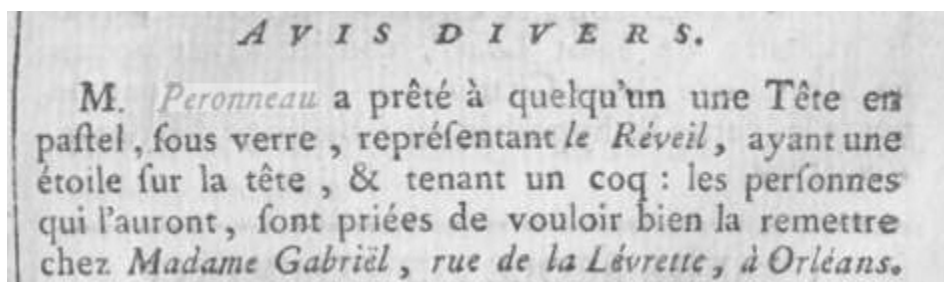 AVIS DIVERS.
M. Peronneau a prêté à quelqu'un une Tête en
paſtel, ſous verre, repréſentant le Réveil, ayant une
étoile ſur la tête, & tenant un coq : les perſonnes
qui l'auront, ſont priées de vouloir bien la remettre
chez Madame Gabriël, rue de la Lévrette, à Orléans.